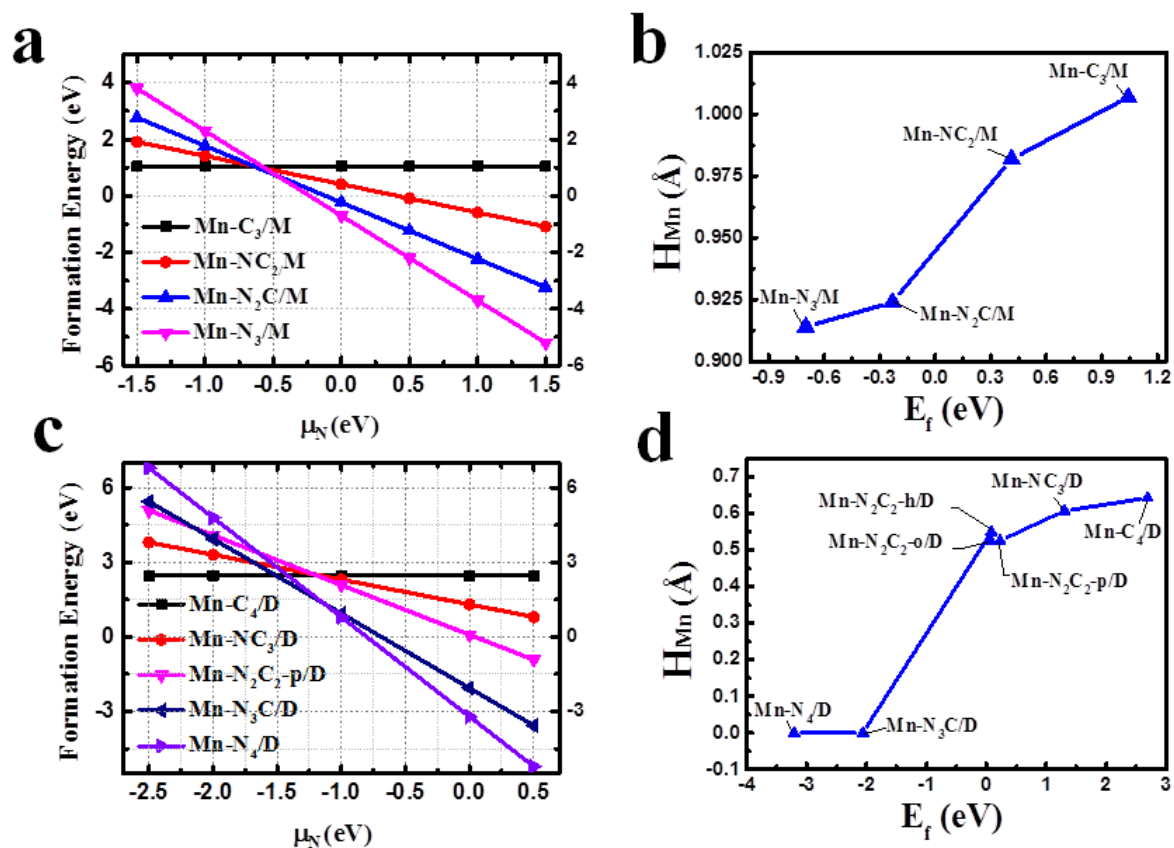 a
Formation Energy (eV)
4
2
0
-2
-4
-6
4
2
0
-2
-4
-6
Mn-C₃/M
Mn-NC₂/M
Mn-N₂C/M
Mn-N₃/M
-1.5 -1.0 -0.5 0.0 0.5 1.0 1.5
μ_N (eV)
b
H_Mn (Å)
1.025
1.000
0.975
0.950
0.925
0.900
Mn-C₃/M
Mn-NC₂/M
Mn-N₃/M
Mn-N₂C/M
-0.9 -0.6 -0.3 0.0 0.3 0.6 0.9 1.2
E_f (eV)
c
Formation Energy (eV)
6
3
0
-3
6
3
0
-3
Mn-C₄/D
Mn-NC₃/D
Mn-N₂C₂-p/D
Mn-N₃C/D
Mn-N₄/D
-2.5 -2.0 -1.5 -1.0 -0.5 0.0 0.5
μ_N (eV)
d
H_Mn (Å)
0.7
0.6
0.5
0.4
0.3
0.2
0.1
0.0
-0.1
Mn-NC₃/D
Mn-N₂C₂-h/D
Mn-C₄/D
Mn-N₂C₂-o/D
Mn-N₂C₂-p/D
Mn-N₄/D
Mn-N₃C/D
-4 -3 -2 -1 0 1 2 3
E_f (eV)